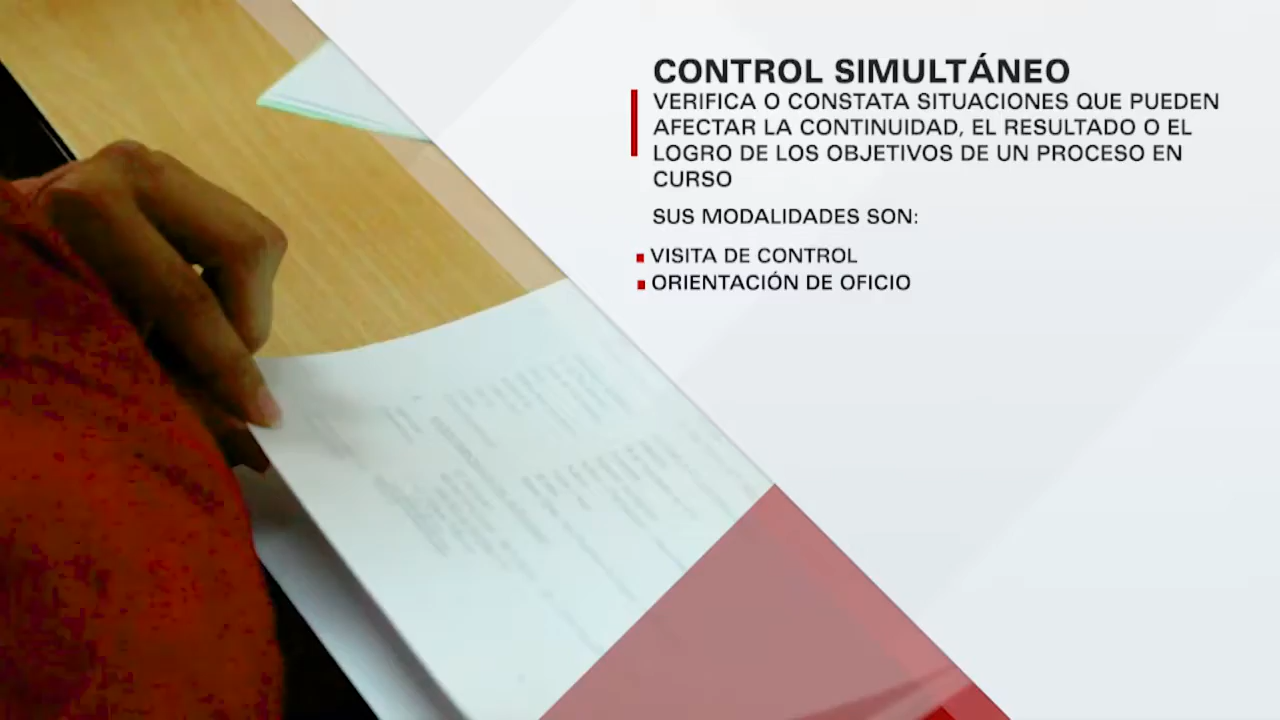 CONTROL SIMULTÁNEO
VERIFICA O CONSTATA SITUACIONES QUE PUEDEN
AFECTAR LA CONTINUIDAD, EL RESULTADO O EL
LOGRO DE LOS OBJETIVOS DE UN PROCESO EN
CURSO
SUS MODALIDADES SON:
VISITA DE CONTROL
ORIENTACIÓN DE OFICIO